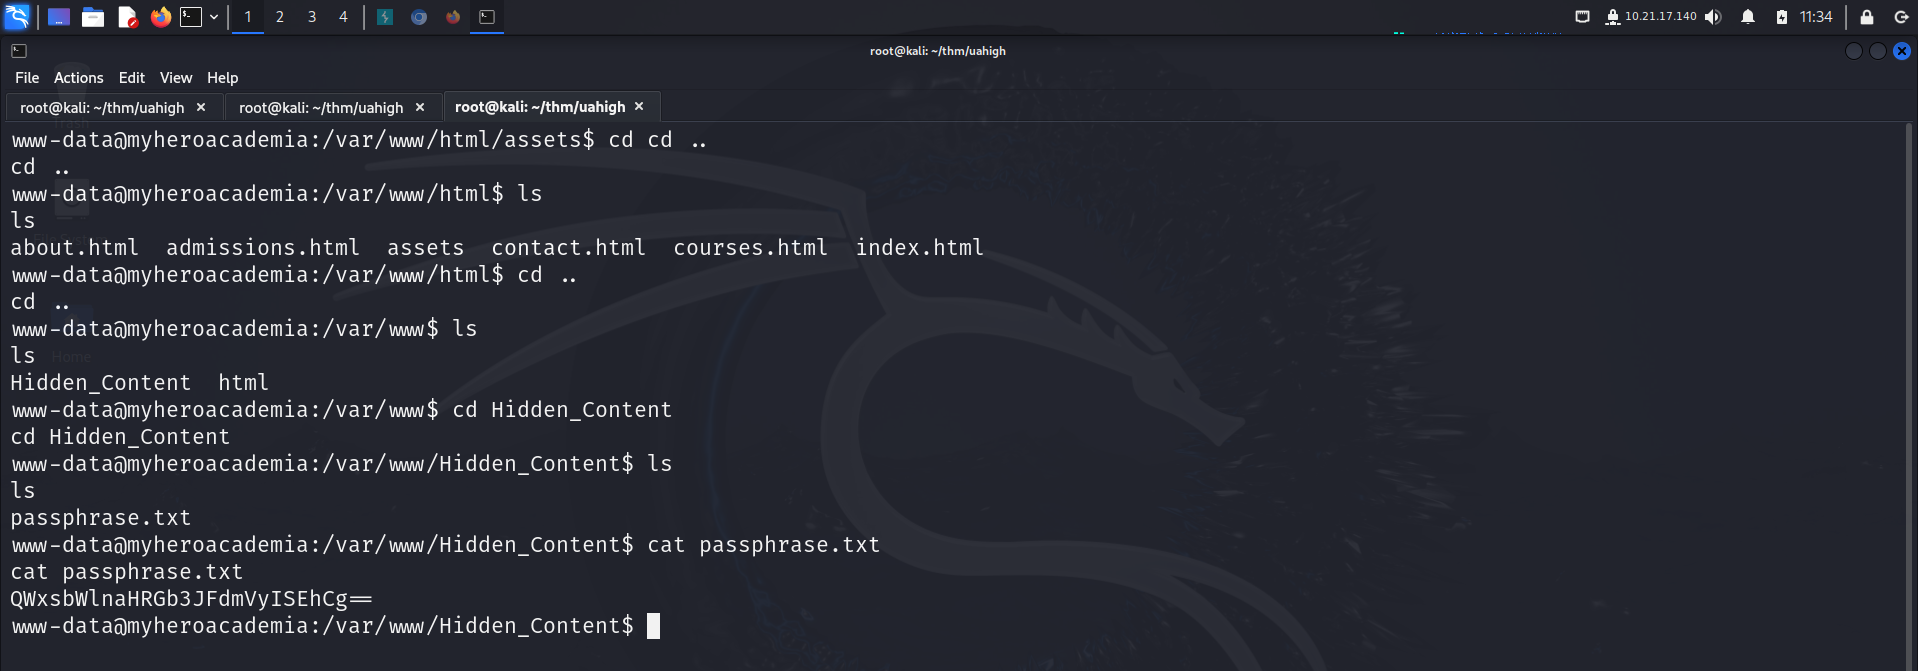 1 2 3 4 10.21.17.140 11:34
root@kali: ~/thm/uahigh
File Actions Edit View Help
root@kali: ~/thm/uahigh × root@kali: ~/thm/uahigh × root@kali: ~/thm/uahigh ×
www-data@myheroacademia:/var/www/html/assets$ cd cd ..
cd ..
www-data@myheroacademia:/var/www/html$ ls
ls
about.html admissions.html assets contact.html courses.html index.html
www-data@myheroacademia:/var/www/html$ cd ..
cd ..
www-data@myheroacademia:/var/www$ ls
ls
Home
Hidden_Content html
www-data@myheroacademia:/var/www$ cd Hidden_Content
cd Hidden_Content
www-data@myheroacademia:/var/www/Hidden_Content$ ls
ls
passphrase.txt
www-data@myheroacademia:/var/www/Hidden_Content$ cat passphrase.txt
cat passphrase.txt
QWxsbWlnaHRGb3JFdmVyISEhCg==
www-data@myheroacademia:/var/www/Hidden_Content$